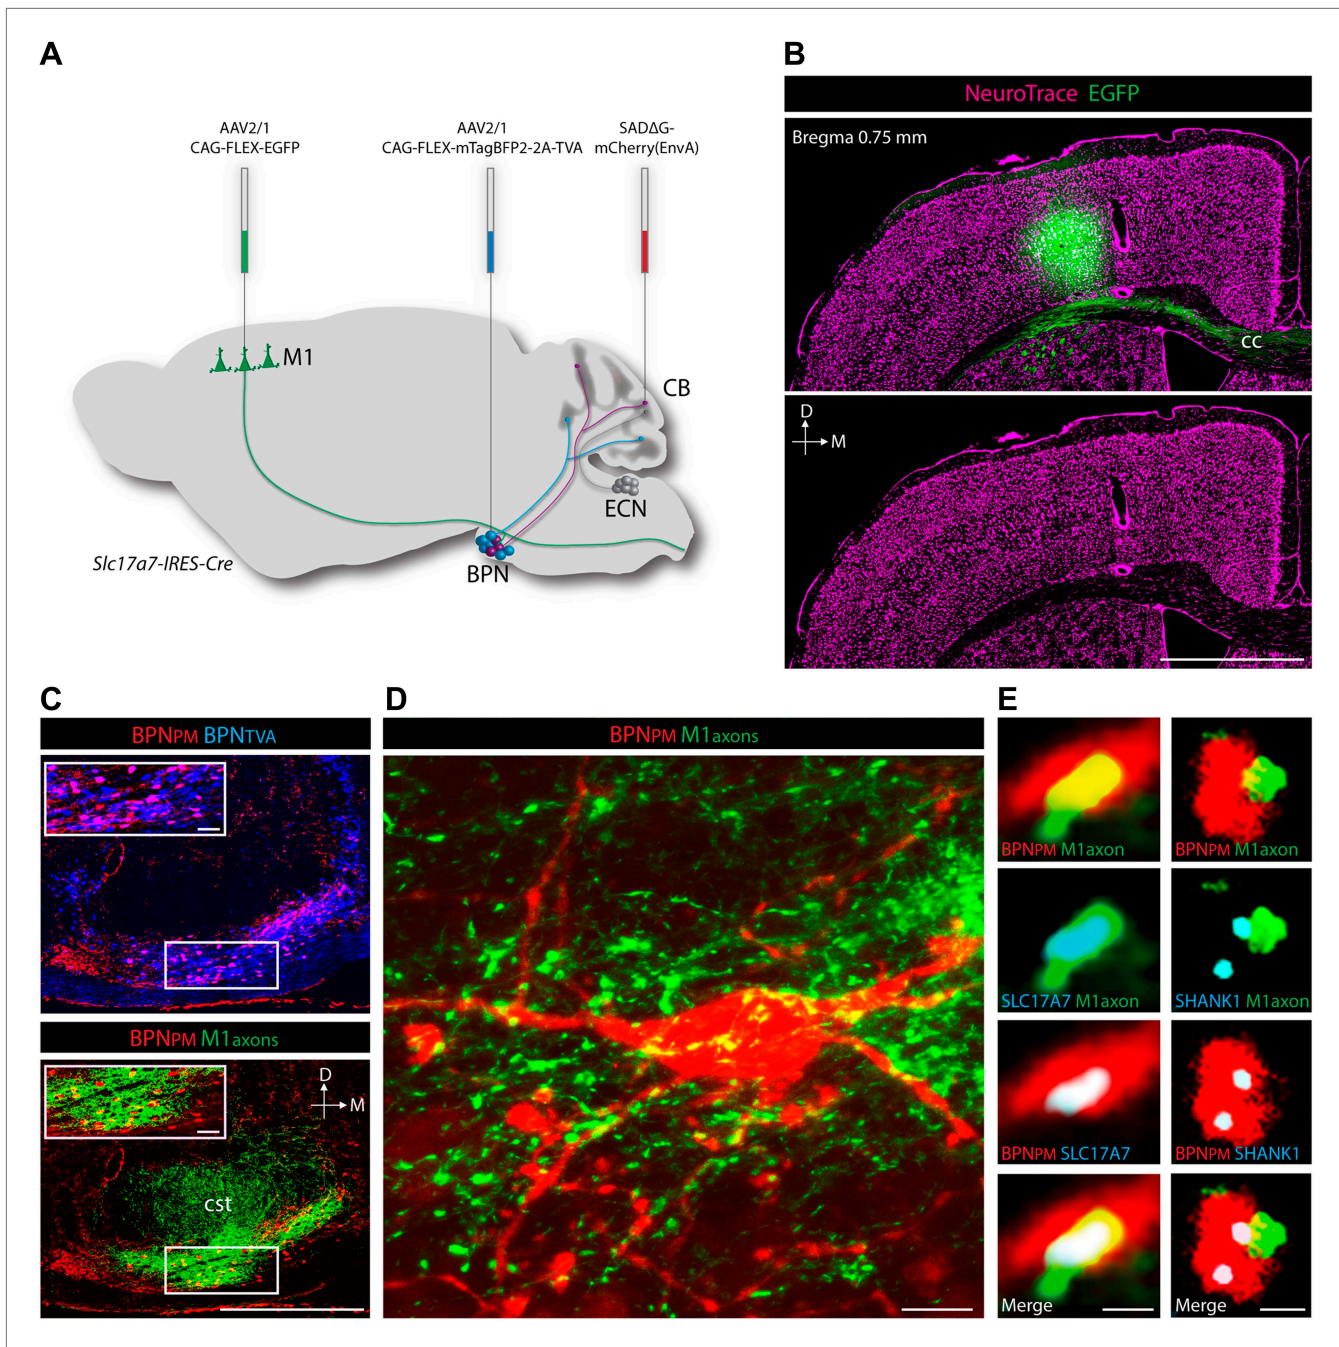 A
AAV2/1
CAG-FLEX-EGFP
AAV2/1
CAG-FLEX-mTagBFP2-2A-TVA
SADΔG-
mCherry(EnvA)
M1
CB
ECN
BPN
Slc17a7-IRES-Cre
B
NeuroTrace EGFP
Bregma 0.75 mm
cc
D
M
C
BPNPM BPNTVA
BPNPM M1axons
D
M
cst
D
BPNPM M1axons
E
BPNPM M1axon
BPNPM M1axon
SLC17A7 M1axon
SHANK1 M1axon
BPNPM SLC17A7
BPNPM SHANK1
Merge
Merge